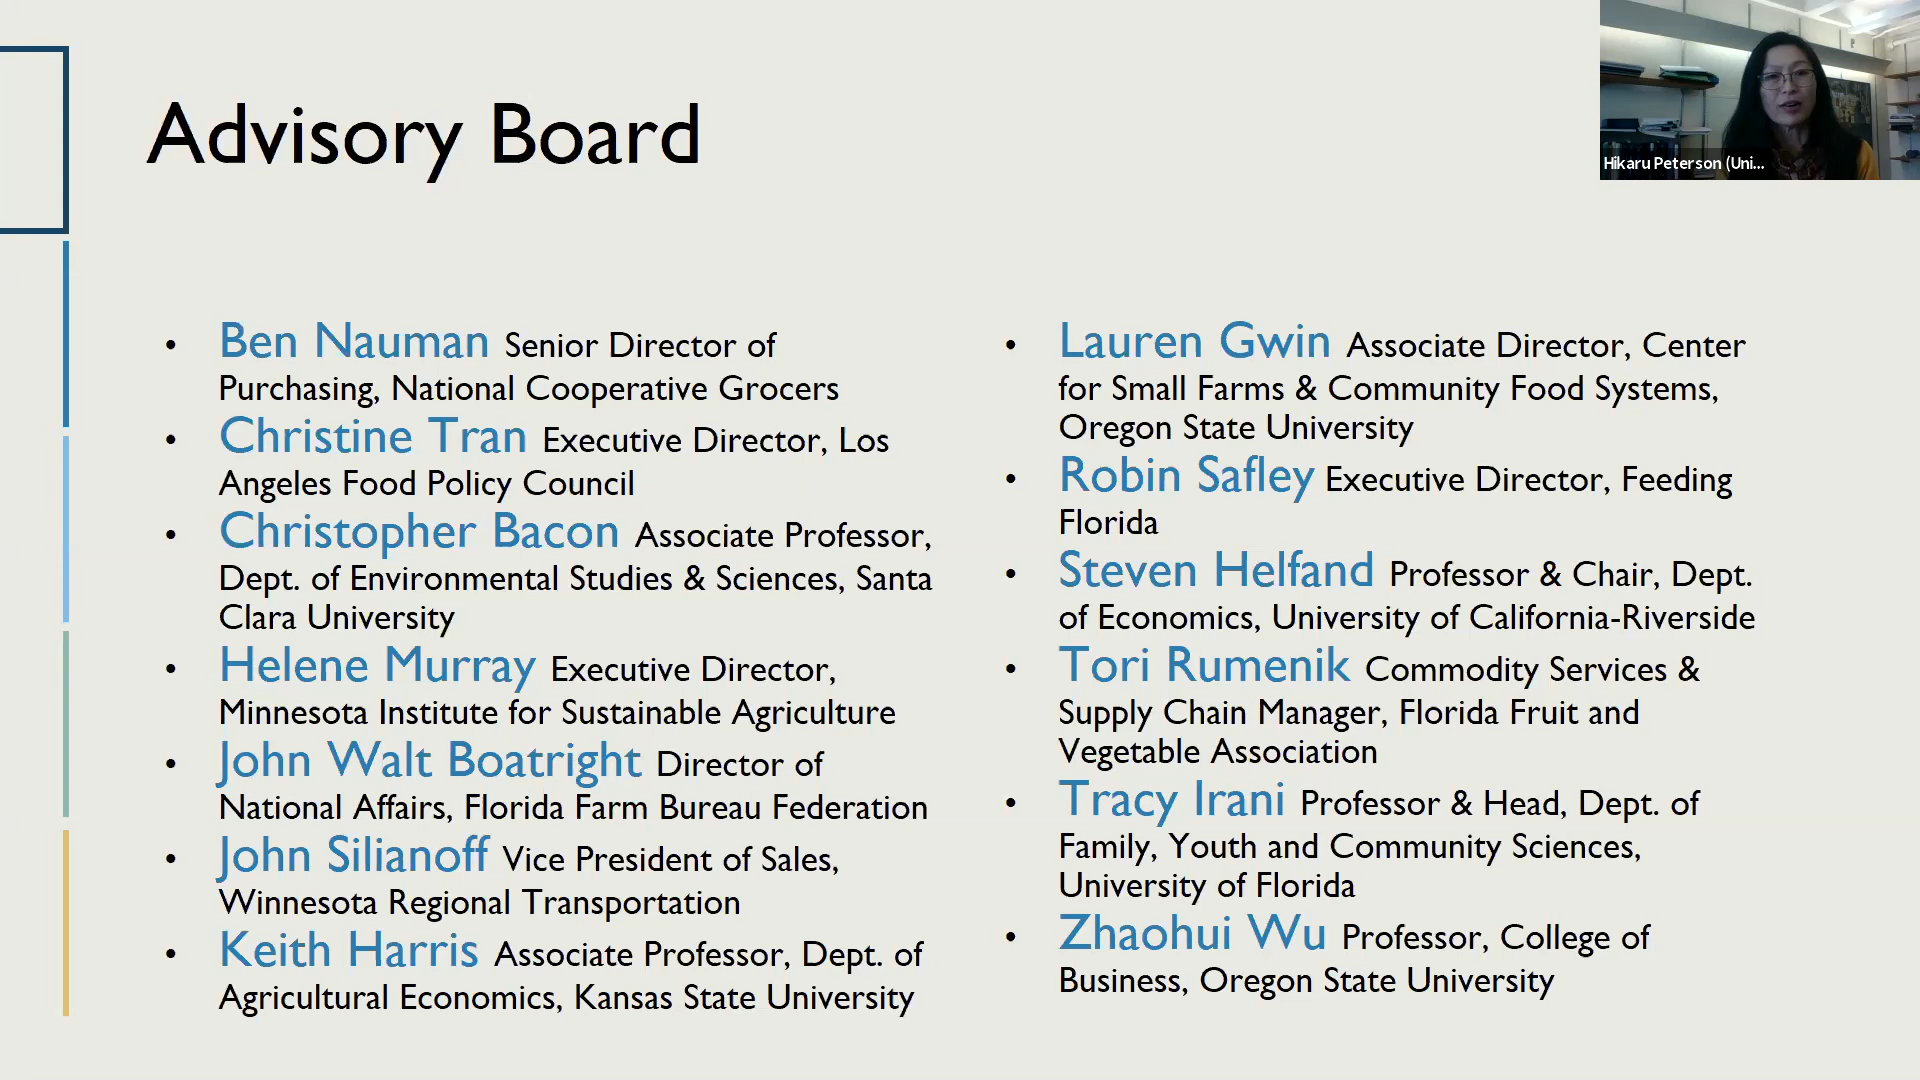 Advisory Board
Hikaru Peterson (Uni...
• Ben Nauman Senior Director of
Purchasing, National Cooperative Grocers
• Christine Tran Executive Director, Los
Angeles Food Policy Council
• Christopher Bacon Associate Professor,
Dept. of Environmental Studies & Sciences, Santa
Clara University
• Helene Murray Executive Director,
Minnesota Institute for Sustainable Agriculture
• John Walt Boatright Director of
National Affairs, Florida Farm Bureau Federation
• John Silianoff Vice President of Sales,
Winnesota Regional Transportation
• Keith Harris Associate Professor, Dept. of
Agricultural Economics, Kansas State University
• Lauren Gwin Associate Director, Center
for Small Farms & Community Food Systems,
Oregon State University
• Robin Safley Executive Director, Feeding
Florida
• Steven Helfand Professor & Chair, Dept.
of Economics, University of California-Riverside
• Tori Rumenik Commodity Services &
Supply Chain Manager, Florida Fruit and
Vegetable Association
• Tracy Irani Professor & Head, Dept. of
Family, Youth and Community Sciences,
University of Florida
• Zhaohui Wu Professor, College of
Business, Oregon State University